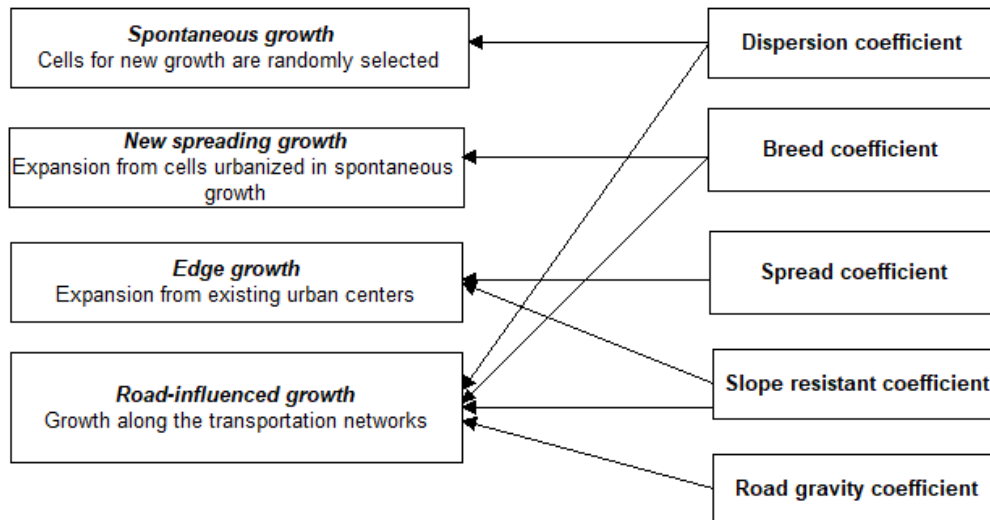 Spontaneous growth
Cells for new growth are randomly selected
New spreading growth
Expansion from cells urbanized in spontaneous
growth
Edge growth
Expansion from existing urban centers
Road-influenced growth
Growth along the transportation networks
Dispersion coefficient
Breed coefficient
Spread coefficient
Slope resistant coefficient
Road gravity coefficient